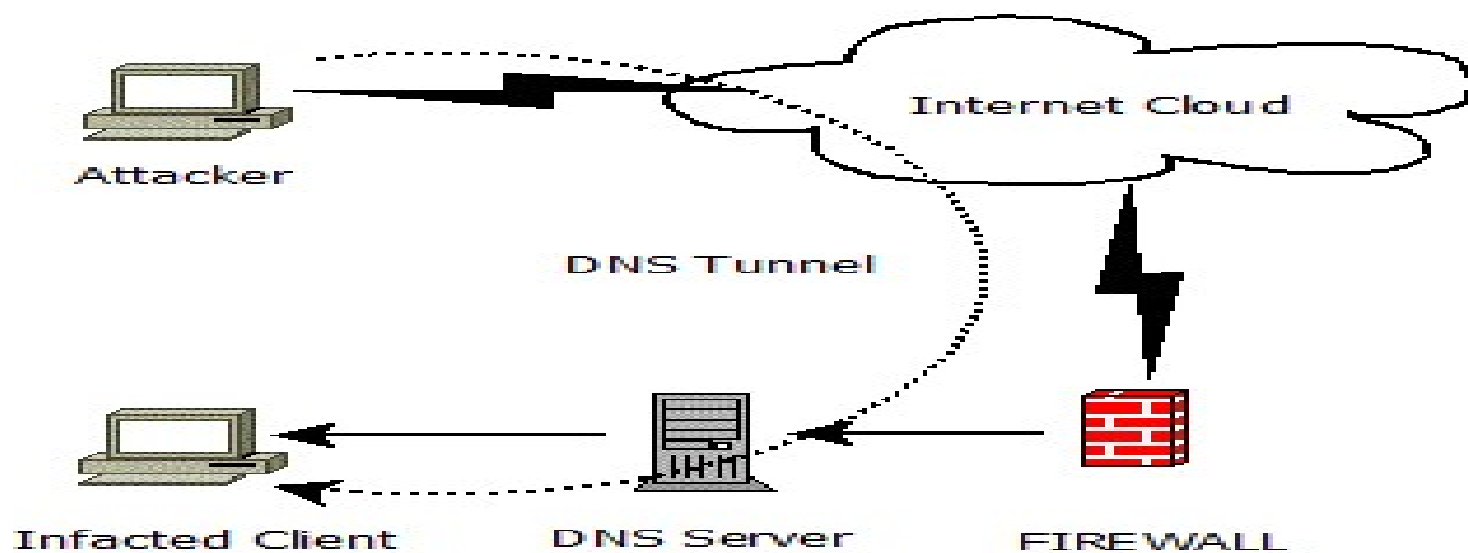 Internet Cloud
Attacker
DNS Tunnel
Infacted Client
DNS Server
FIREWALL